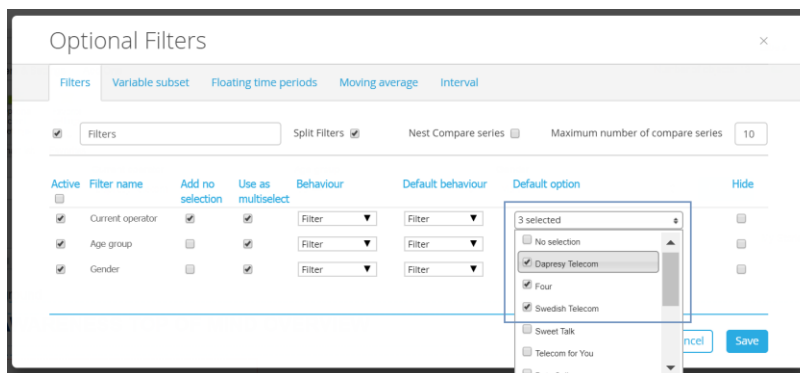 Optional Filters
×
Filters Variable subset Floating time periods Moving average Interval
Filters Split Filters Nest Compare series Maximum number of compare series 10
Active Filter name Add no selection Use as multiselect Behaviour Default behaviour Default option Hide
Current operator Filter Filter 3 selected
No selection
Age group Filter Filter
Dapresy Telecom
Gender Filter Filter
Four
Swedish Telecom
Sweet Talk
Save
Telecom for You